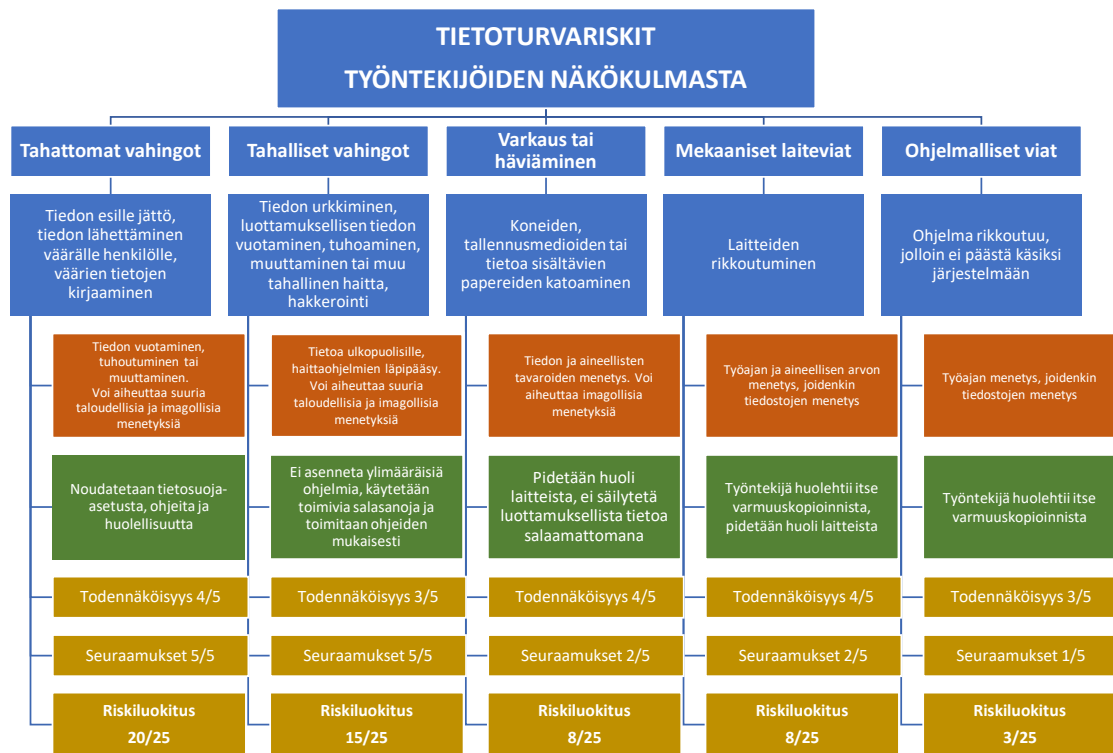 TIETOTURVARISKIT
TYÖNTEKIJÖIDEN NÄKÖKULMASTA
Tahattomat vahingot
Tahalliset vahingot
Varkaus tai
häviäminen
Mekaaniset laiteviat
Ohjelmalliset viat
Tiedon esille jättö,
tiedon lähettäminen
väärälle henkilölle,
väärien tietojen
kirjaaminen
Tiedon urkkiminen,
luottamuksellisen tiedon
vuotaminen, tuhoaminen,
muuttaminen tai muu
tahallinen haitta,
hakkerointi
Koneiden,
tallennusmedioiden tai
tietoa sisältävien
papereiden katoaminen
Laitteiden
rikkoutuminen
Ohjelma rikkoutuu,
jolloin ei päästä käsiksi
järjestelmään
Tiedon vuotaminen,
tuhoutuminen tai
muuttaminen.
Voi aiheuttaa suuria
taloudellisia ja imagollisia
menetyksiä
Tietoa ulkopuolisille,
haittaohjelmien läpipääsy.
Voi aiheuttaa suuria
taloudellisia ja imagollisia
menetyksiä
Tiedon ja aineellisten
tavaroiden menetys. Voi
aiheuttaa imagollisia
menetyksiä
Työajan ja aineellisen arvon
menetys, joidenkin
tiedostojen menetys
Työajan menetys, joidenkin
tiedostojen menetys
Noudatetaan tietosuoja-
asetusta, ohjeita ja
huolellisuutta
Ei asenneta ylimääräisiä
ohjelmia, käytetään
toimivia salasanoja ja
toimitaan ohjeiden
mukaisesti
Pidetään huoli
laitteista, ei säilytetä
luottamuksellista tietoa
salaamattomana
Työntekijä huolehtii itse
varmuuskopioinnista,
pidetään huoli laitteista
Työntekijä huolehtii itse
varmuuskopioinnista
Todennäköisyys 4/5
Todennäköisyys 3/5
Todennäköisyys 4/5
Todennäköisyys 4/5
Todennäköisyys 3/5
Seuraamukset 5/5
Seuraamukset 5/5
Seuraamukset 2/5
Seuraamukset 2/5
Seuraamukset 1/5
Riskiluokitus
20/25
Riskiluokitus
15/25
Riskiluokitus
8/25
Riskiluokitus
8/25
Riskiluokitus
3/25